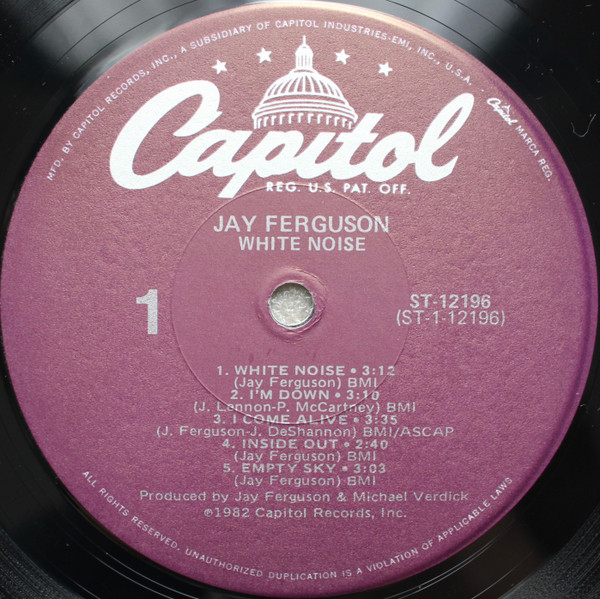 MFD. BY CAPITOL RECORDS, INC., A SUBSIDIARY OF CAPITOL INDUSTRIES-EMI, INC., U.S.A.
Capitol MARCA REG.
Capitol
REG. U.S. PAT. OFF.
JAY FERGUSON
WHITE NOISE
1
ST-12196
(ST-1-12196)
1. WHITE NOISE • 3:12
(Jay Ferguson) BMI
2. I'M DOWN • 3:10
(J. Lennon-P. McCartney) BMI
3. I COME ALIVE • 3:35
(J. Ferguson-J. DeShannon) BMI/ASCAP
4. INSIDE OUT • 2:40
(Jay Ferguson) BMI
5. EMPTY SKY • 3:03
(Jay Ferguson) BMI
Produced by Jay Ferguson & Michael Verdick
℗1982 Capitol Records, Inc.
ALL RIGHTS RESERVED. UNAUTHORIZED DUPLICATION IS A VIOLATION OF APPLICABLE LAWS